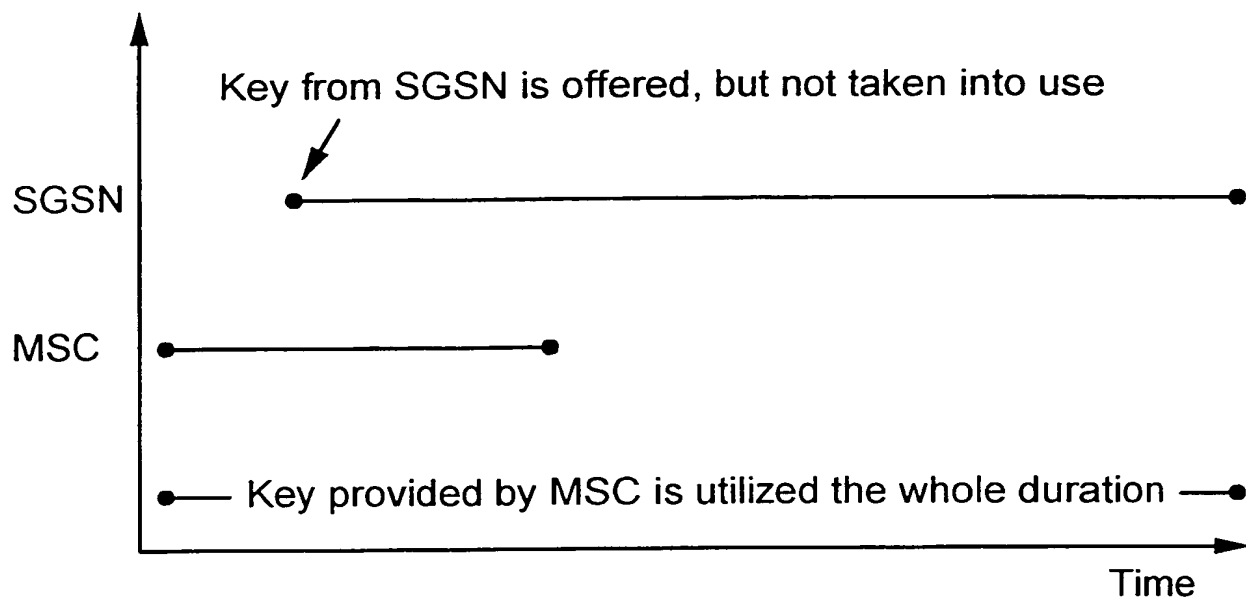 Key from SGSN is offered, but not taken into use
SGSN
MSC
Key provided by MSC is utilized the whole duration
Time